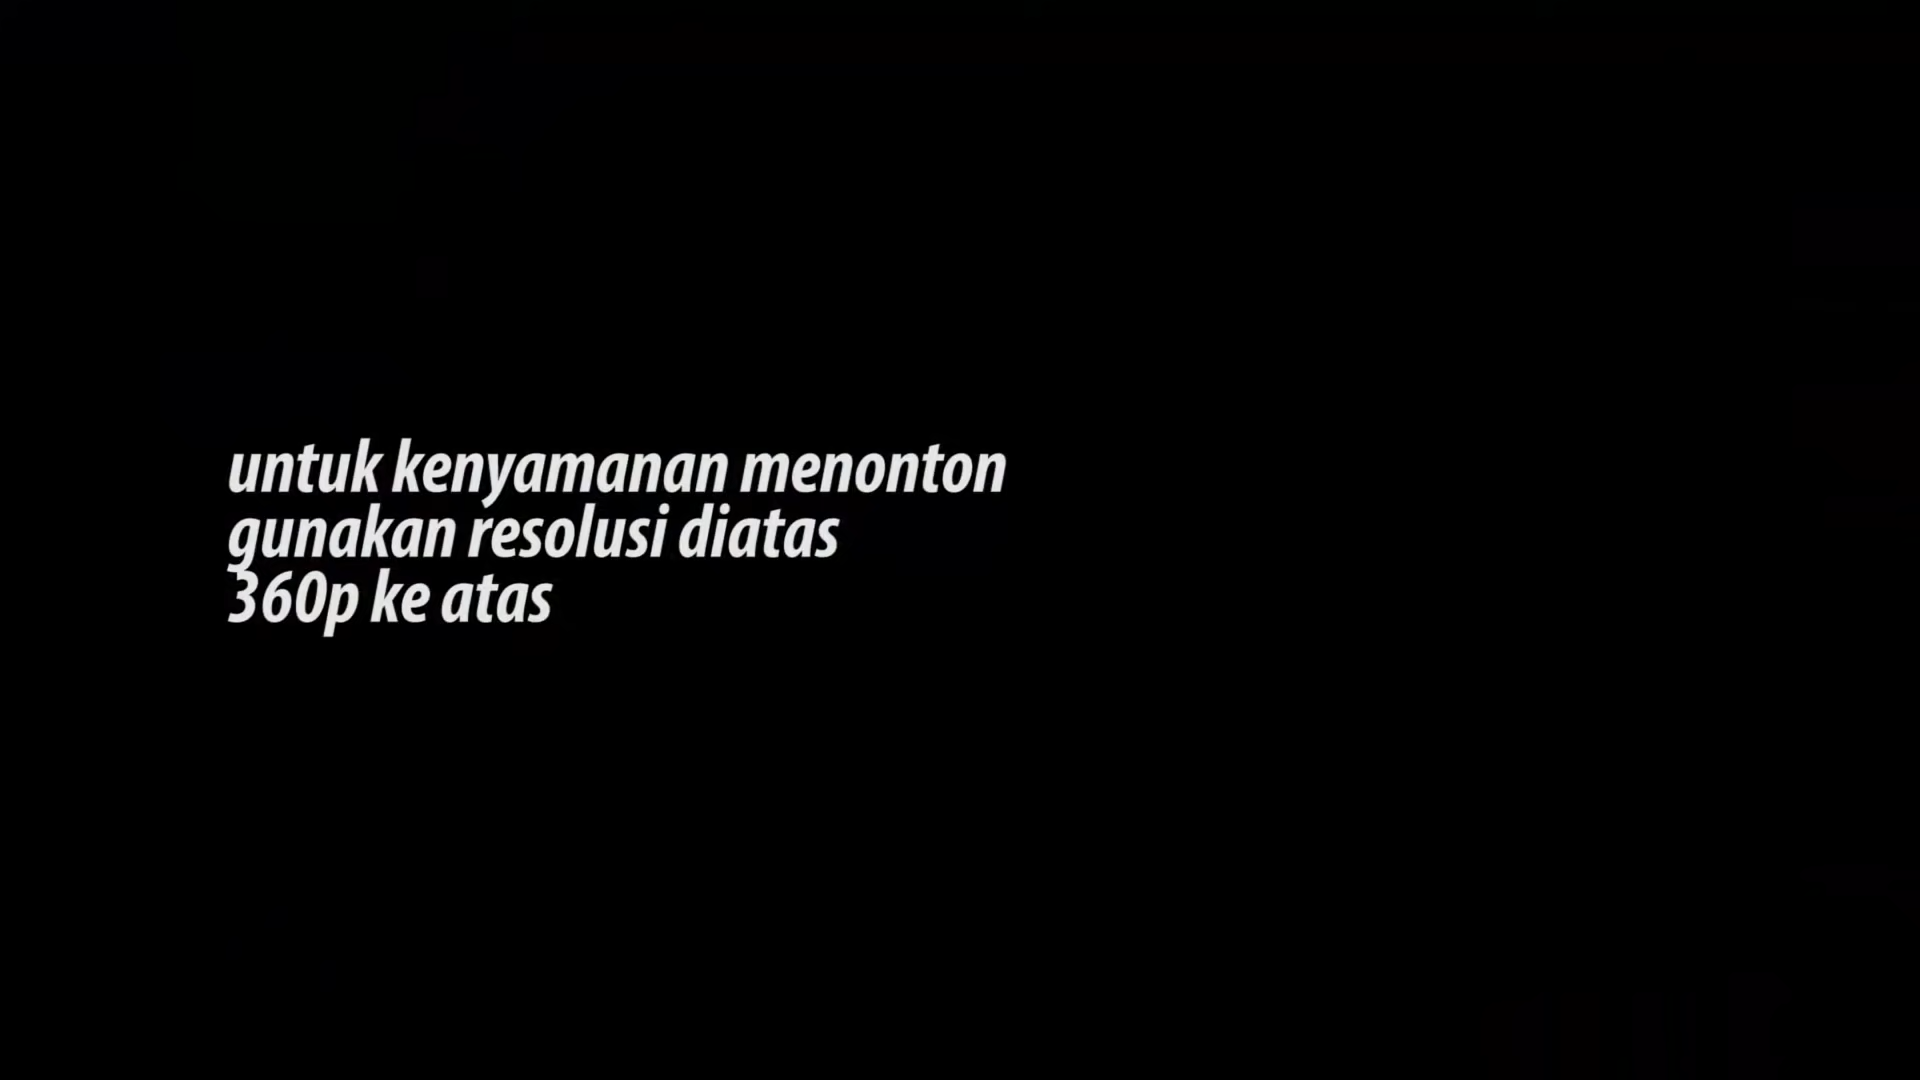 untuk kenyamanan menonton
gunakan resolusi diatas
360p ke atas